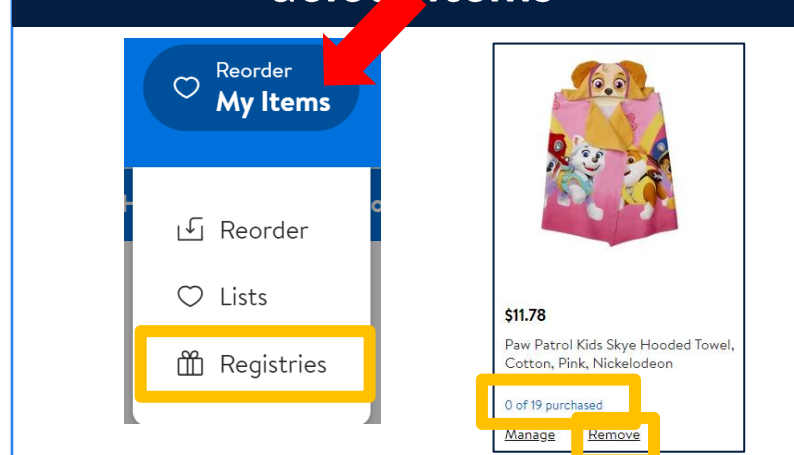 Items
Reorder
My Items
Reorder
Lists
Registries
$11.78
Paw Patrol Kids Skye Hooded Towel,
Cotton, Pink, Nickelodeon
0 of 19 purchased
Manage Remove